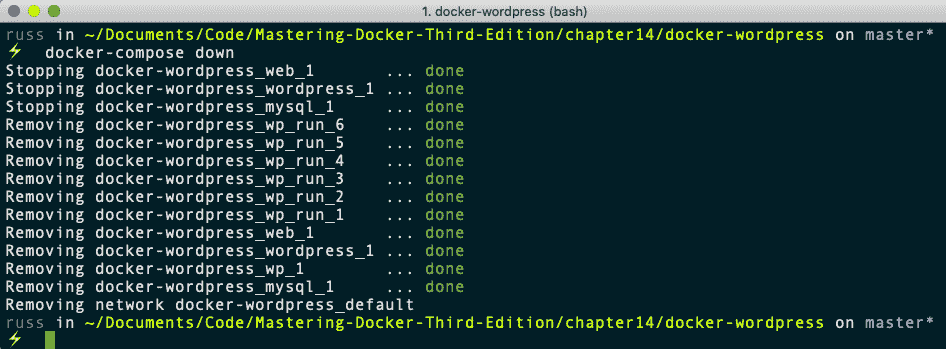 1. docker-wordpress (bash)
russ in ~/Documents/Code/Mastering-Docker-Third-Edition/chapter14/docker-wordpress on master*
⚡ docker-compose down
Stopping docker-wordpress_web_1       ... done
Stopping docker-wordpress_wordpress_1 ... done
Stopping docker-wordpress_mysql_1     ... done
Removing docker-wordpress_wp_run_6    ... done
Removing docker-wordpress_wp_run_5    ... done
Removing docker-wordpress_wp_run_4    ... done
Removing docker-wordpress_wp_run_3    ... done
Removing docker-wordpress_wp_run_2    ... done
Removing docker-wordpress_wp_run_1    ... done
Removing docker-wordpress_web_1       ... done
Removing docker-wordpress_wordpress_1 ... done
Removing docker-wordpress_wp_1        ... done
Removing docker-wordpress_mysql_1     ... done
Removing network docker-wordpress_default
russ in ~/Documents/Code/Mastering-Docker-Third-Edition/chapter14/docker-wordpress on master*
⚡